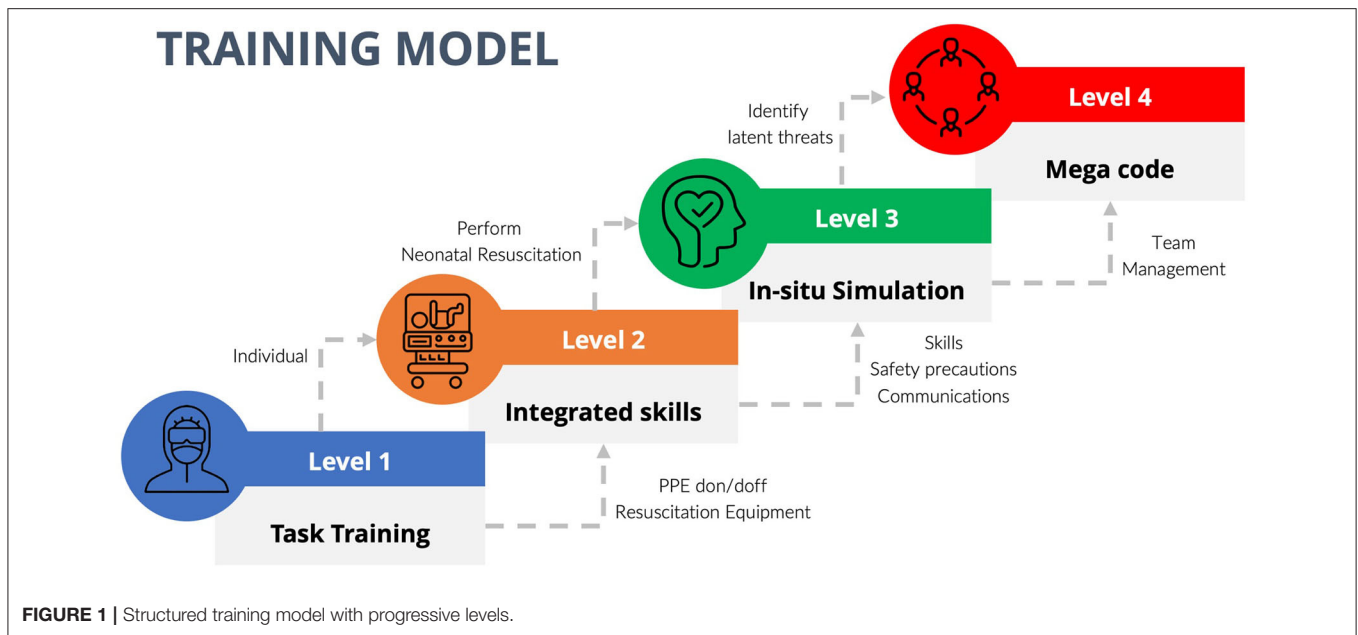 TRAINING MODEL
Level 4
Mega code
Identify
latent threats
Level 3
In-situ Simulation
Team
Management
Perform
Neonatal Resuscitation
Level 2
Integrated skills
Skills
Safety precautions
Communications
Individual
Level 1
Task Training
PPE don/doff
Resuscitation Equipment
FIGURE 1 | Structured training model with progressive levels.